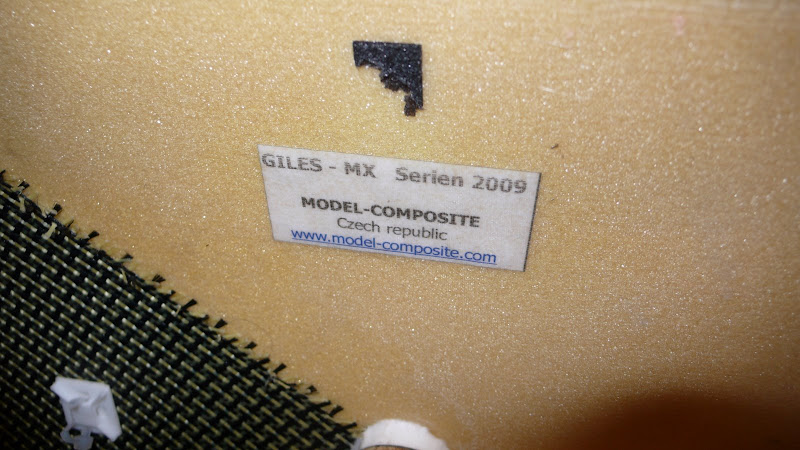 GILES - MX Serien 2009
MODEL-COMPOSITE
Czech republic
www.model-composite.com